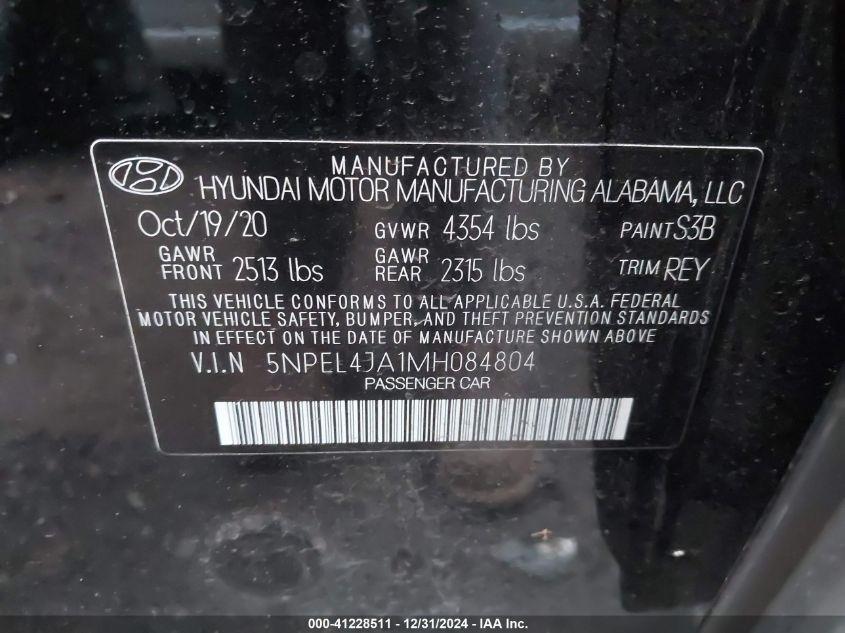 MANUFACTURED BY
HYUNDAI MOTOR MANUFACTURING ALABAMA, LLC
Oct/19/20 GVWR 4354 lbs PAINT S3B
GAWR FRONT 2513 lbs GAWR REAR 2315 lbs TRIM REY
THIS VEHICLE CONFORMS TO ALL APPLICABLE U.S.A. FEDERAL
MOTOR VEHICLE SAFETY, BUMPER, AND THEFT PREVENTION STANDARDS
IN EFFECT ON THE DATE OF MANUFACTURE SHOWN ABOVE
V.I.N 5NPEL4JA1MH084804
PASSENGER CAR
000-41228511 - 12/31/2024 - IAA Inc.